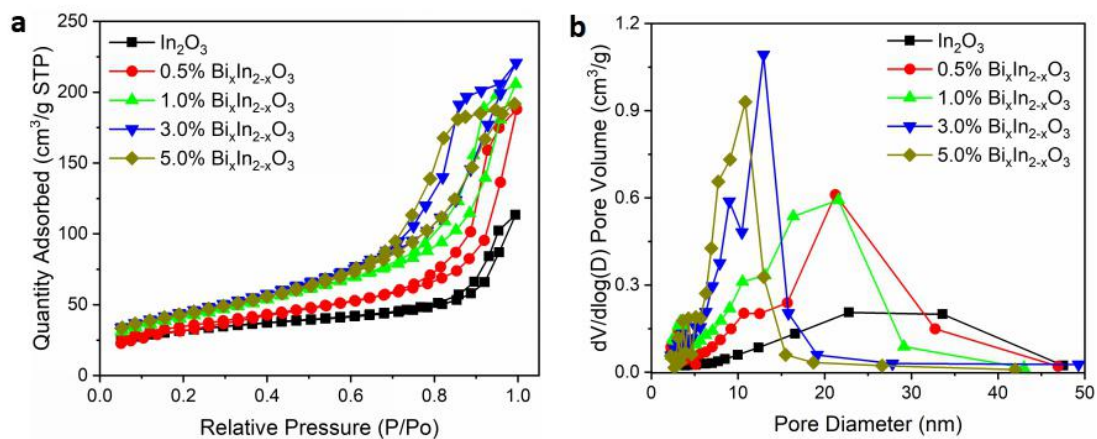 a
250
200
150
100
50
0
Quantity Adsorbed (cm³/g STP)
In₂O₃
0.5% BiₓIn₂₋ₓO₃
1.0% BiₓIn₂₋ₓO₃
3.0% BiₓIn₂₋ₓO₃
5.0% BiₓIn₂₋ₓO₃
0.0 0.2 0.4 0.6 0.8 1.0
Relative Pressure (P/Po)
b
1.2
0.9
0.6
0.3
0.0
dV/dlog(D) Pore Volume (cm³/g)
In₂O₃
0.5% BiₓIn₂₋ₓO₃
1.0% BiₓIn₂₋ₓO₃
3.0% BiₓIn₂₋ₓO₃
5.0% BiₓIn₂₋ₓO₃
0 10 20 30 40 50
Pore Diameter (nm)